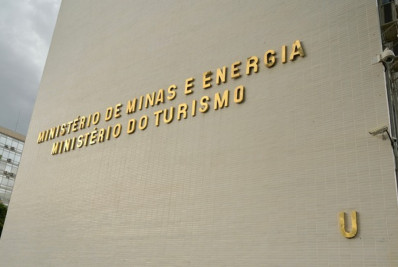 MINISTÉRIO DE MINAS E ENERGIA
MINISTÉRIO DO TURISMO
U